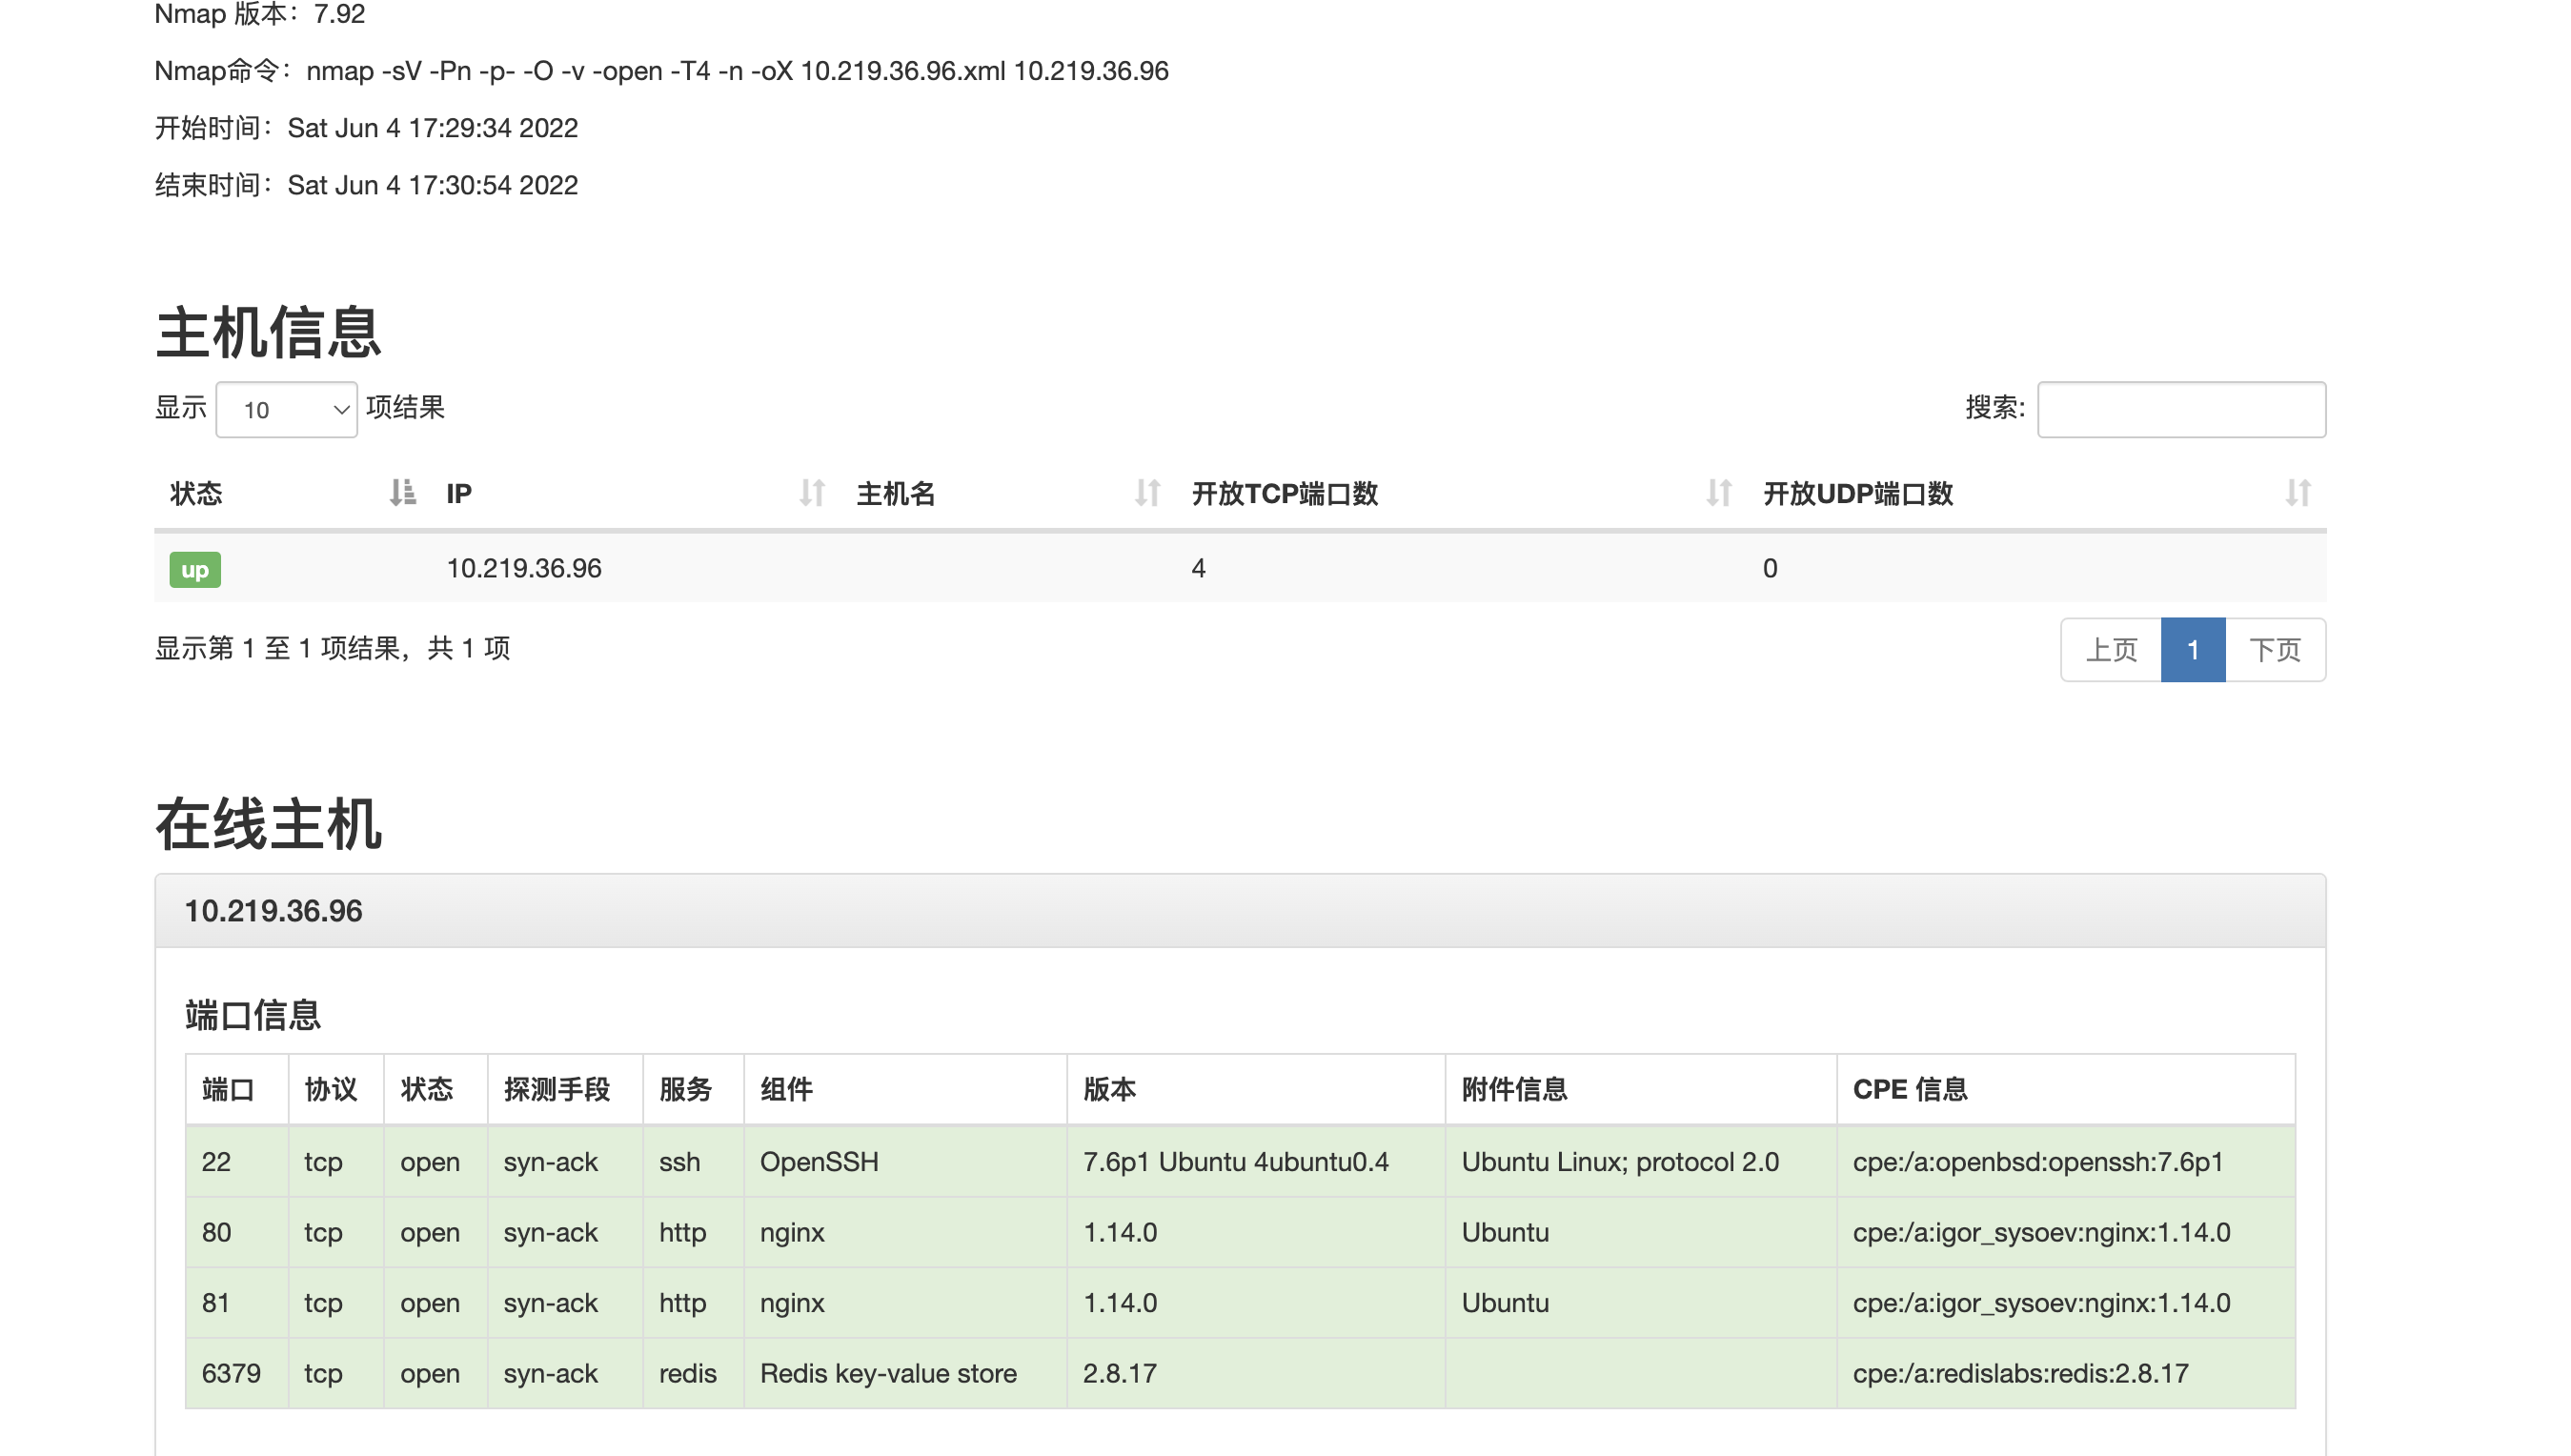 Nmap 版本：7.92
Nmap命令：nmap -sV -Pn -p- -O -v -open -T4 -n -oX 10.219.36.96.xml 10.219.36.96
开始时间：Sat Jun 4 17:29:34 2022
结束时间：Sat Jun 4 17:30:54 2022
主机信息
显示 10 项结果 搜索:
状态 IP 主机名 开放TCP端口数 开放UDP端口数
up 10.219.36.96 4 0
显示第 1 至 1 项结果，共 1 项 上页 1 下页
在线主机
10.219.36.96
端口信息
端口 协议 状态 探测手段 服务 组件 版本 附件信息 CPE 信息
22 tcp open syn-ack ssh OpenSSH 7.6p1 Ubuntu 4ubuntu0.4 Ubuntu Linux; protocol 2.0 cpe:/a:openbsd:openssh:7.6p1
80 tcp open syn-ack http nginx 1.14.0 Ubuntu cpe:/a:igor_sysoev:nginx:1.14.0
81 tcp open syn-ack http nginx 1.14.0 Ubuntu cpe:/a:igor_sysoev:nginx:1.14.0
6379 tcp open syn-ack redis Redis key-value store 2.8.17 cpe:/a:redislabs:redis:2.8.17